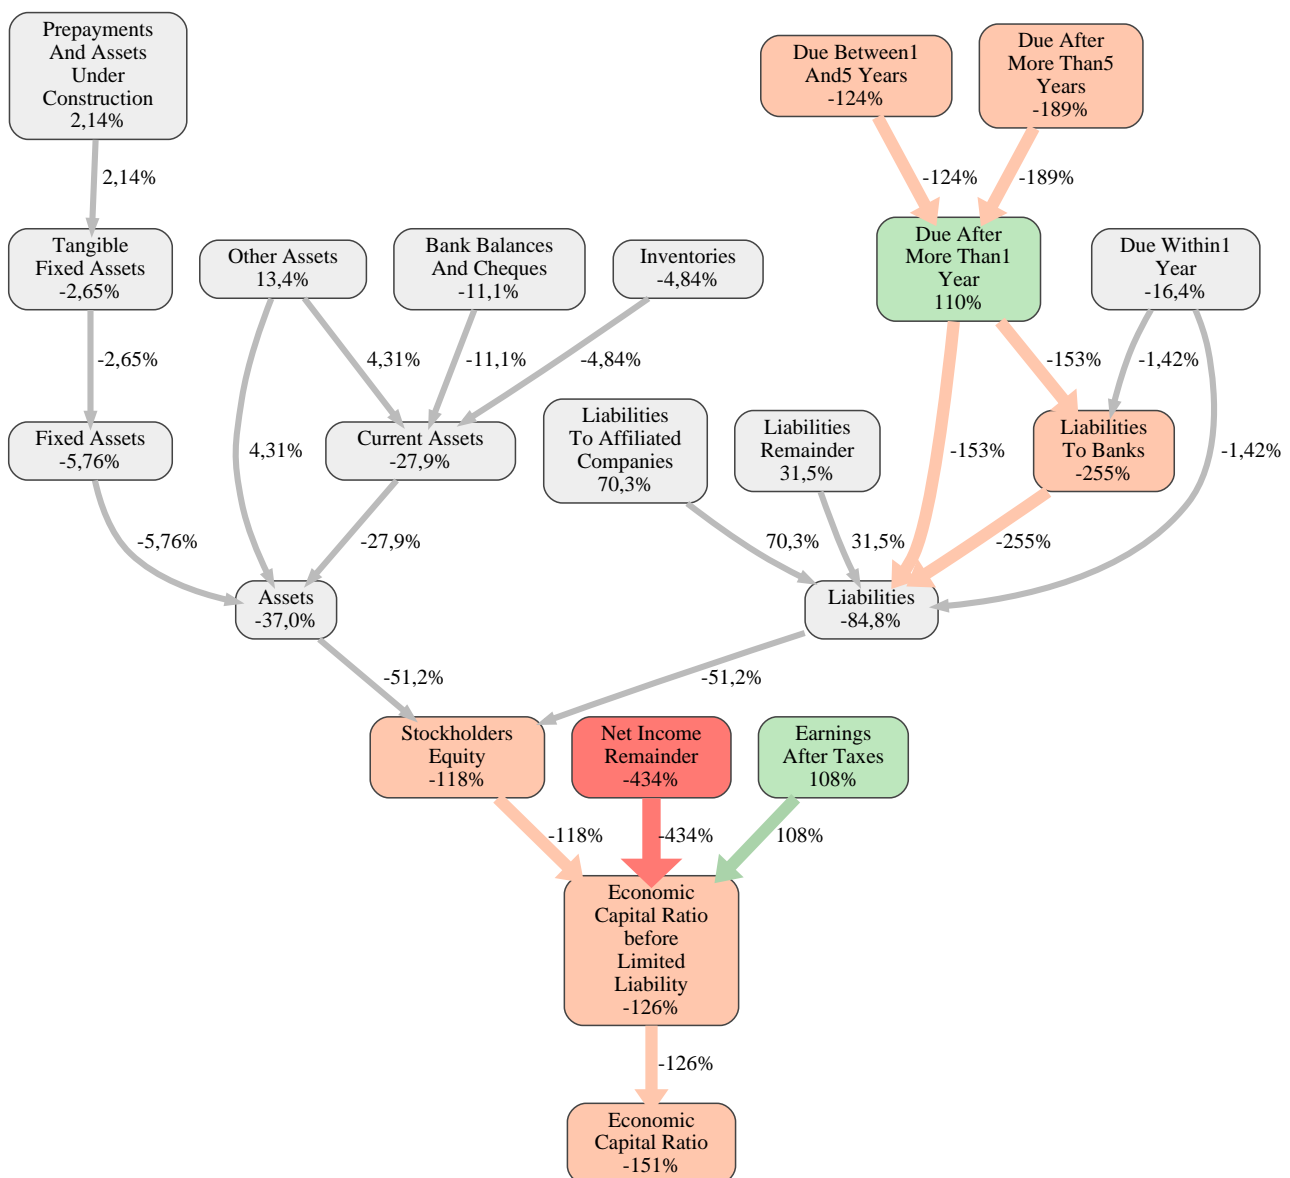 Prepayments
And Assets
Under
Construction
2,14%
Due Between1
And5 Years
-124%
Due After
More Than5
Years
-189%
2,14%
-124%
-189%
Tangible
Fixed Assets
-2,65%
Other Assets
13,4%
Bank Balances
And Cheques
-11,1%
Inventories
-4,84%
Due After
More Than1
Year
110%
Due Within1
Year
-16,4%
-2,65%
4,31%
-11,1%
-4,84%
-153%
-1,42%
Fixed Assets
-5,76%
4,31%
Current Assets
-27,9%
Liabilities
To Affiliated
Companies
70,3%
Liabilities
Remainder
31,5%
-153%
Liabilities
To Banks
-255%
-1,42%
-5,76%
-27,9%
70,3%
31,5%
-255%
Assets
-37,0%
Liabilities
-84,8%
-51,2%
-51,2%
Stockholders
Equity
-118%
Net Income
Remainder
-434%
Earnings
After Taxes
108%
-118%
-434%
108%
Economic
Capital Ratio
before
Limited
Liability
-126%
-126%
Economic
Capital Ratio
-151%